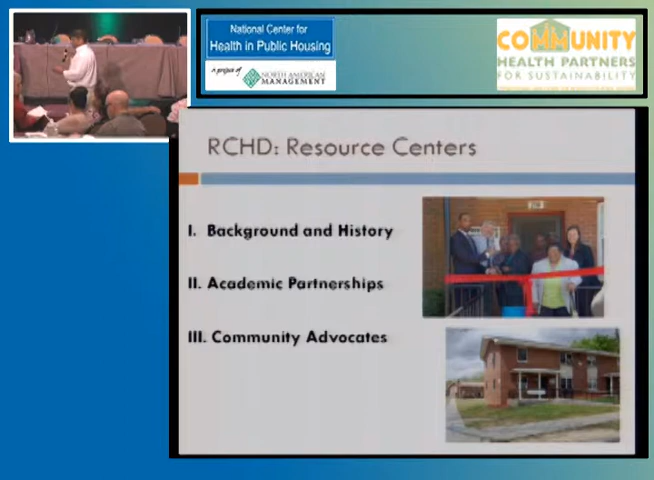 National Center for
Health in Public Housing
a project of NORTH AMERICAN
MANAGEMENT
COMMUNITY
HEALTH PARTNERS
FOR SUSTAINABILITY
RCHD: Resource Centers
I. Background and History
II. Academic Partnerships
III. Community Advocates